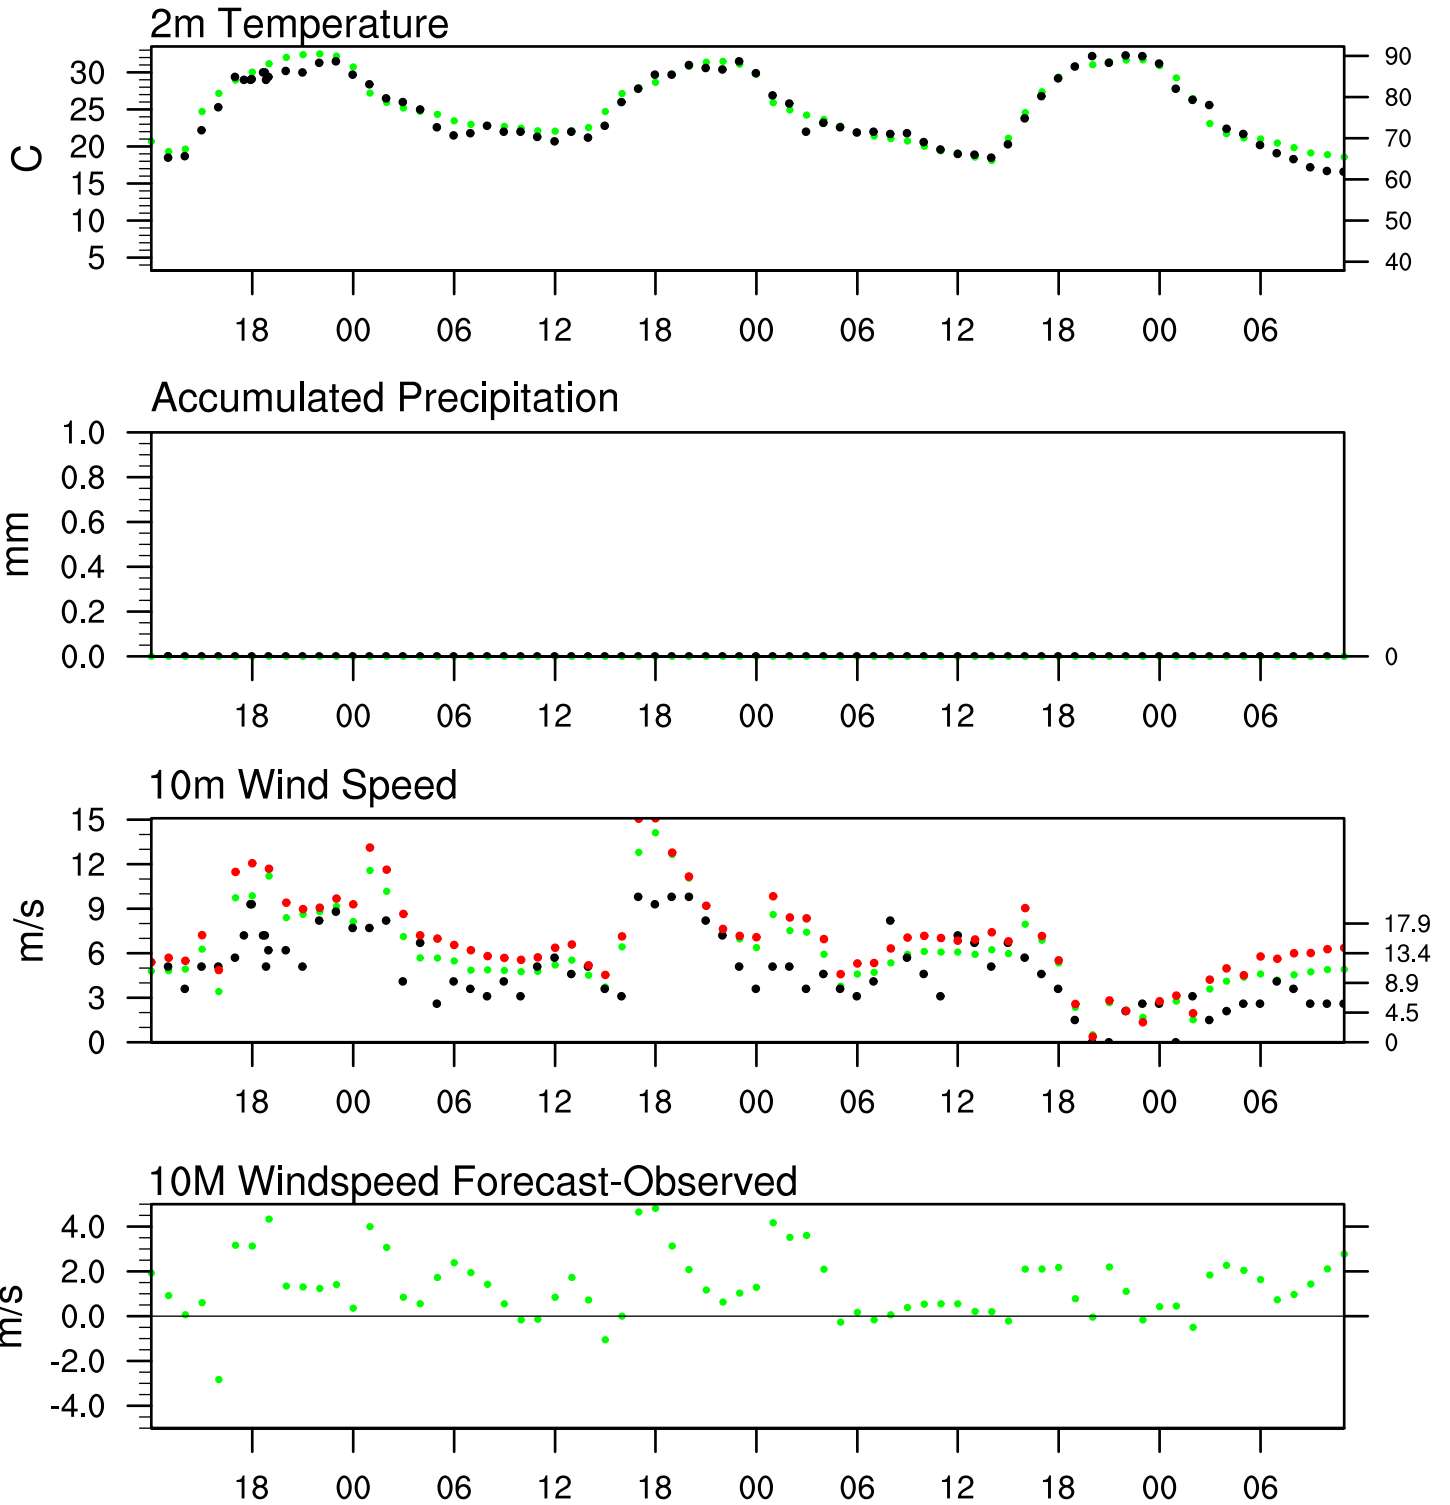 2m Temperature
30
25
20
15
10
5
C
90
80
70
60
50
40
18 00 06 12 18 00 06 12 18 00 06
Accumulated Precipitation
1.0
0.8
0.6
0.4
0.2
0.0
mm
0
18 00 06 12 18 00 06 12 18 00 06
10m Wind Speed
15
12
9
6
3
0
m/s
17.9
13.4
8.9
4.5
0
18 00 06 12 18 00 06 12 18 00 06
10M Windspeed Forecast-Observed
4.0
2.0
0.0
-2.0
-4.0
m/s
18 00 06 12 18 00 06 12 18 00 06